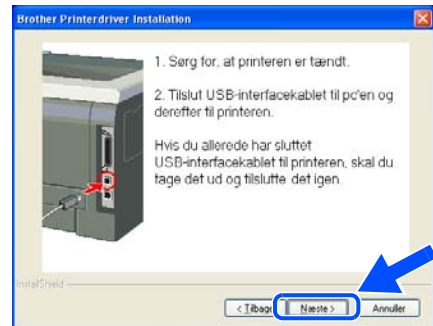 Brother Printerdriver Installation
1. Sørg for, at printeren er tændt.
2. Tilslut USB-interfacekablet til pc'en og
derefter til printeren.
Hvis du allerede har sluttet
USB-interfacekablet til printeren, skal du
tage det ud og tilslutte det igen.
InstallShield
< Tilbage Næste > Annuller